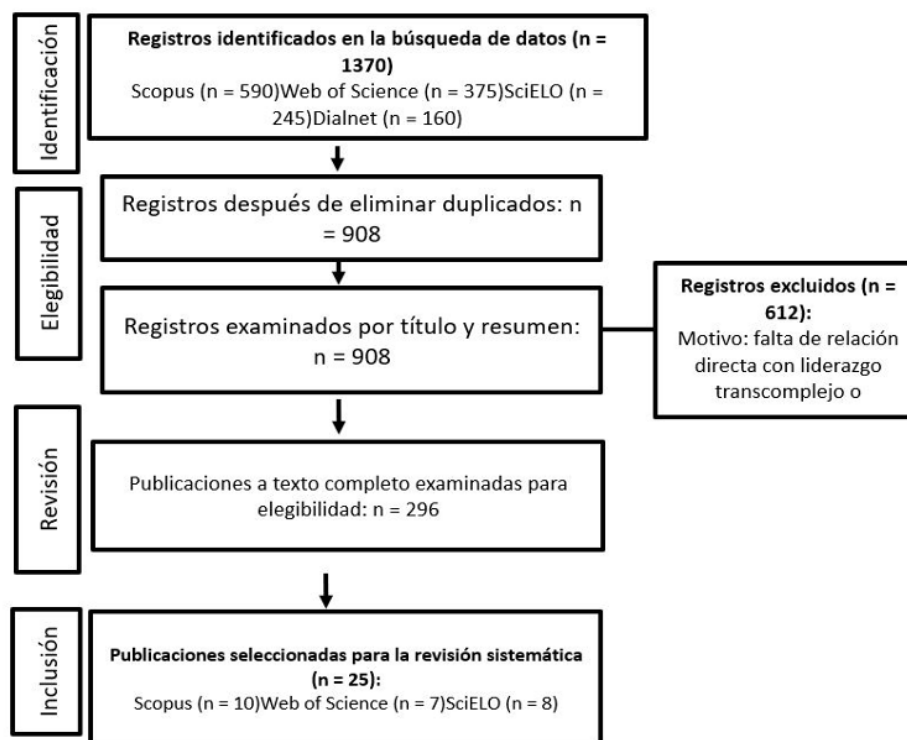 Identificación
Registros identificados en la búsqueda de datos (n =
1370)
Scopus (n = 590)Web of Science (n = 375)SciELO (n =
245)Dialnet (n = 160)
Elegibilidad
Registros después de eliminar duplicados: n
= 908
Registros examinados por título y resumen:
n = 908
Registros excluidos (n =
612):
Motivo: falta de relación
directa con liderazgo
transcomplejo o
Revisión
Publicaciones a texto completo examinadas para
elegibilidad: n = 296
Inclusión
Publicaciones seleccionadas para la revisión sistemática
(n = 25):
Scopus (n = 10)Web of Science (n = 7)SciELO (n = 8)